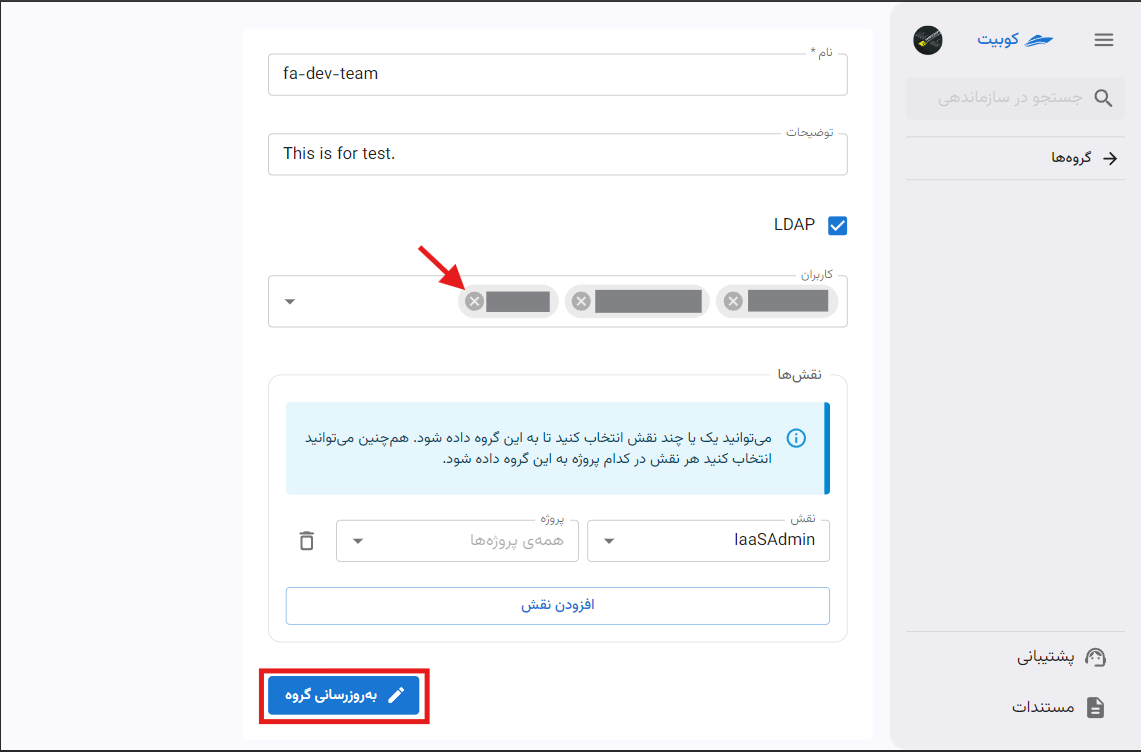 کوبیت
جستجو در سازماندهی
گروه‌ها
نام *
fa-dev-team
توضیحات
This is for test.
LDAP
کاربران
نقش‌ها
می‌توانید یک یا چند نقش انتخاب کنید تا به این گروه داده شود. هم‌چنین می‌توانید
انتخاب کنید هر نقش در کدام پروژه به این گروه داده شود.
نقش
IaaSAdmin
پروژه
همه‌ی پروژه‌ها
افزودن نقش
به‌روزرسانی گروه
پشتیبانی
مستندات